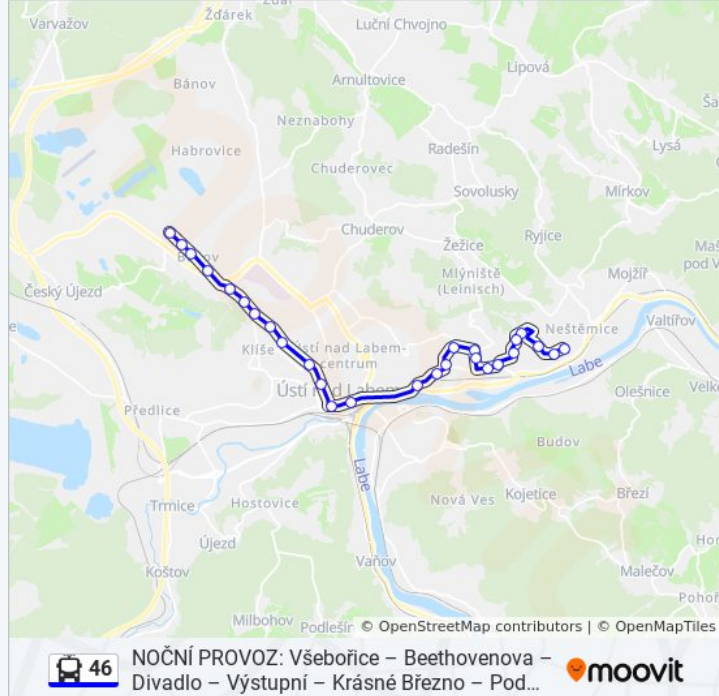 Varvažov
Žďár
Žďárek
Luční Chvojno
Bánov
Arnultovice
Lipová
Neznabohy
Habrovice
Radešín
Lysá
Chuderovec
Sovolusky
Mírkov
Chuderov
Žežice
Ryjice
Mlýniště
(Leinisch)
Mojžíř
pod V
Český Újezd
Neštěmice
Valtířov
Klíše
Ústí nad Labem-
centrum
Labe
Ústí nad Labem
Olešnice
Velke
Předlice
Budov
Trmice
Hostovice
Labe
Nová Ves
Kojetice
Březí
Újezd
Vaňov
Koštov
Malečov
Milbohov
Podlešín
© OpenStreetMap contributors | © OpenMapTiles
46
NOČNÍ PROVOZ: Všebořice – Beethovenova –
Divadlo – Výstupní – Krásné Březno – Pod...
moovit